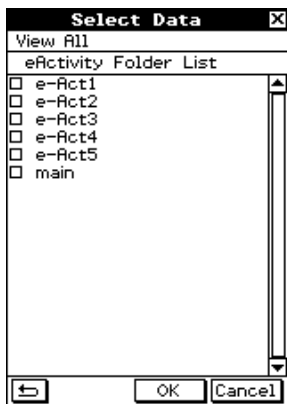 Select Data
View All
eActivity Folder List
e-Act1
e-Act2
e-Act3
e-Act4
e-Act5
main
OK Cancel